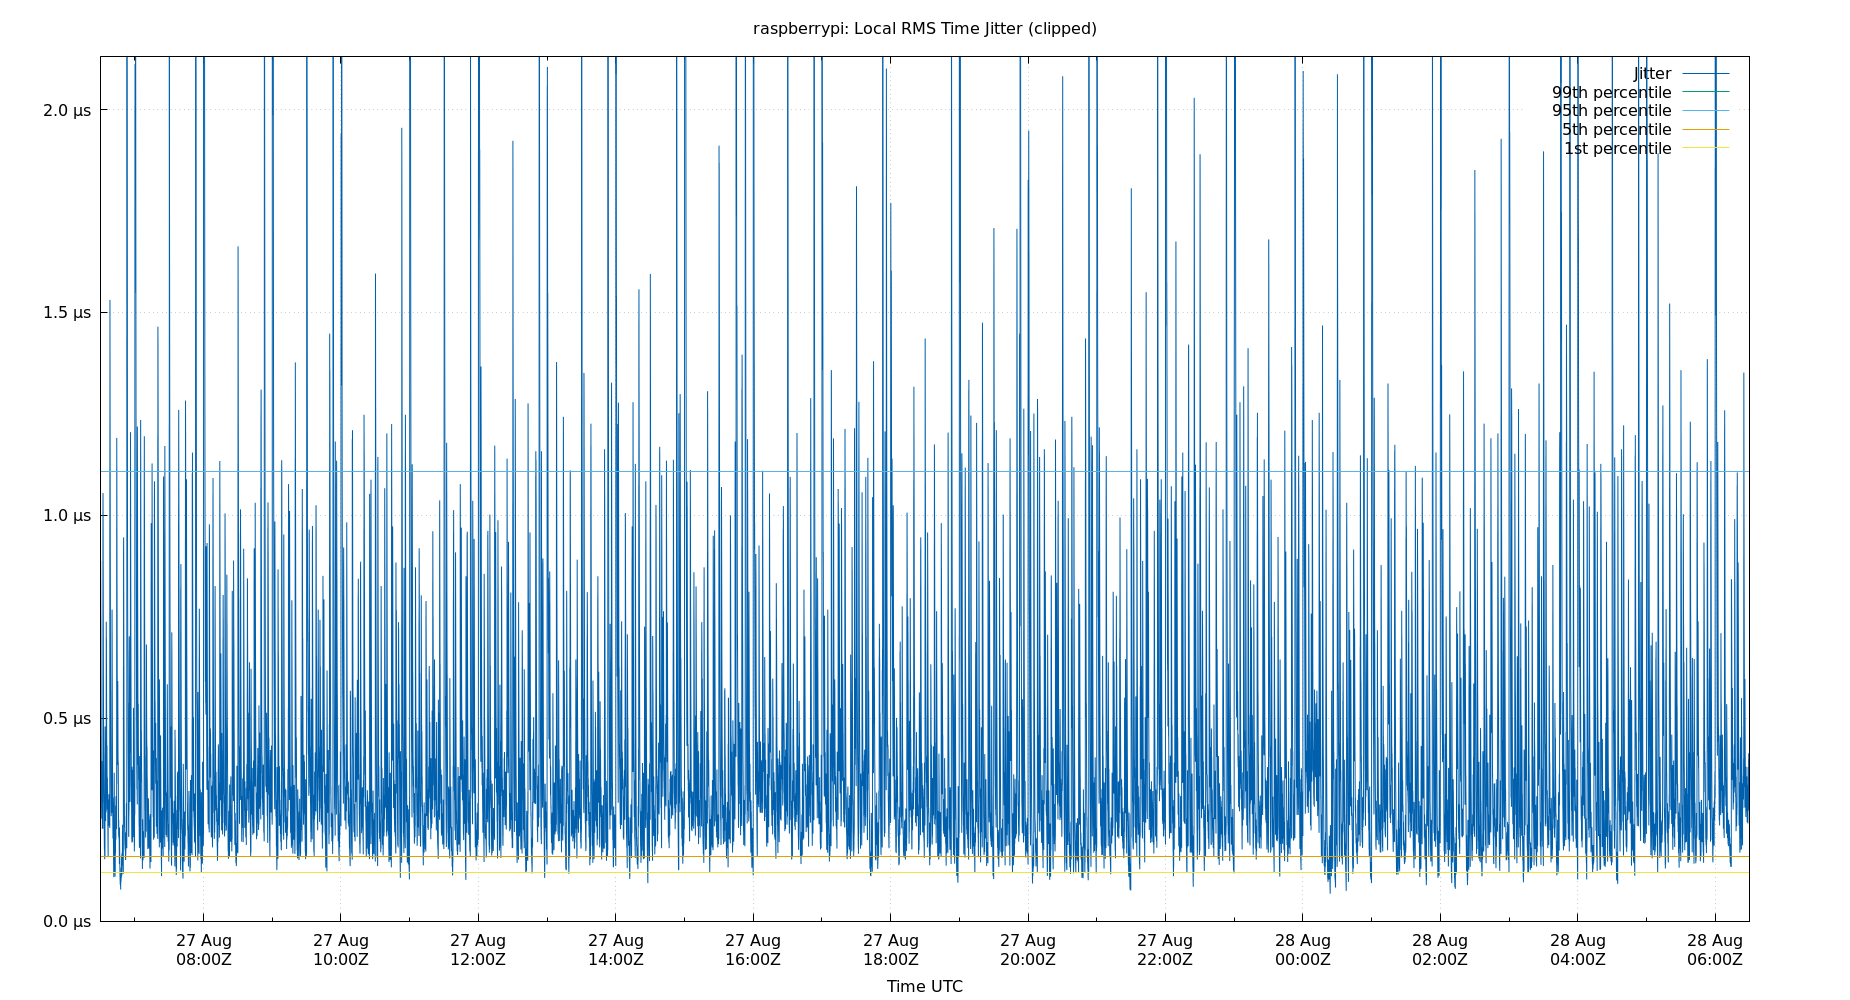 raspberrypi: Local RMS Time Jitter (clipped)
Jitter
99th percentile
95th percentile
5th percentile
1st percentile
2.0 µs
1.5 µs
1.0 µs
0.5 µs
0.0 µs
27 Aug 27 Aug 27 Aug 27 Aug 27 Aug 27 Aug 27 Aug 27 Aug 28 Aug 28 Aug 28 Aug 28 Aug
08:00Z 10:00Z 12:00Z 14:00Z 16:00Z 18:00Z 20:00Z 22:00Z 00:00Z 02:00Z 04:00Z 06:00Z
Time UTC